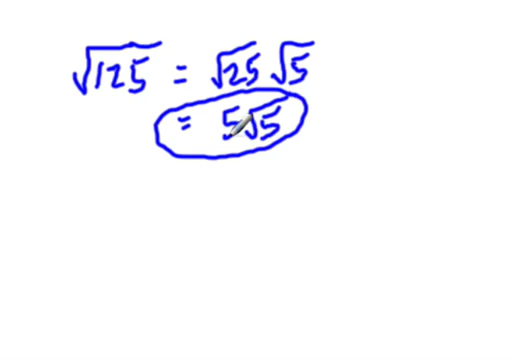 √125 = √25 √5
= 5√5